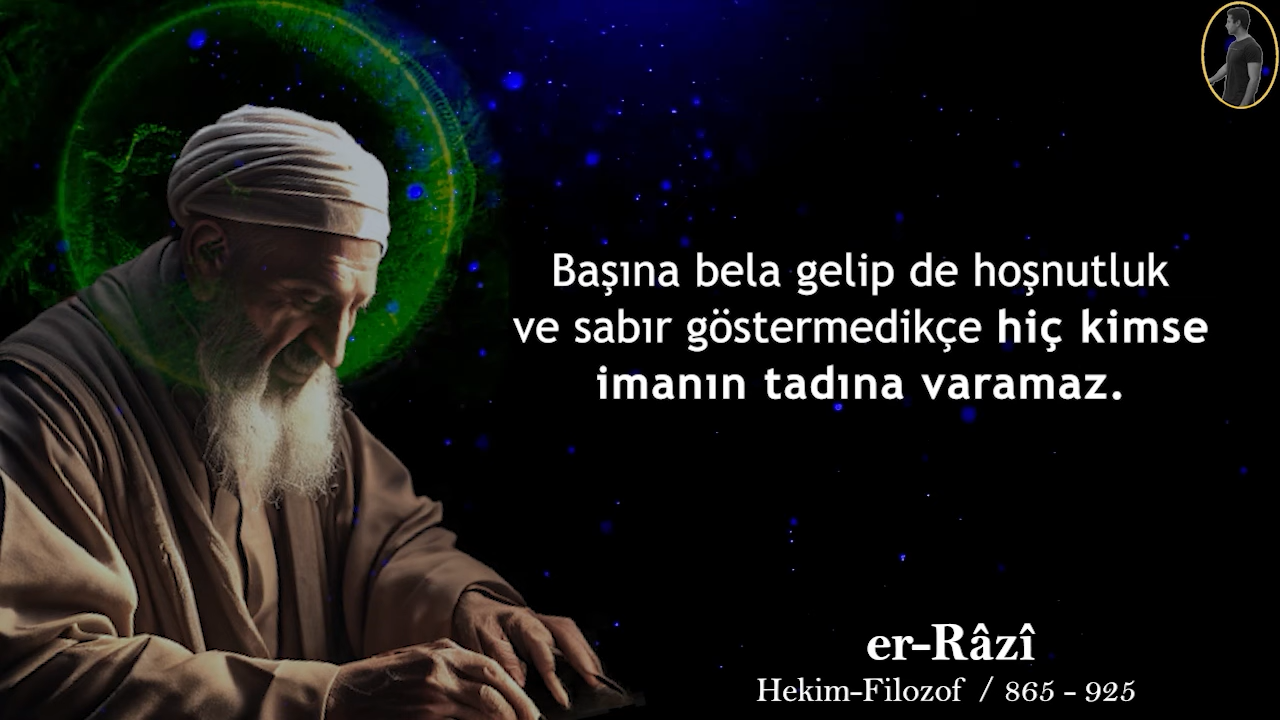 Başına bela gelip de hoşnutluk
ve sabır göstermedikçe hiç kimse
imanın tadına varamaz.
er-Râzî
Hekim-Filozof / 865 - 925